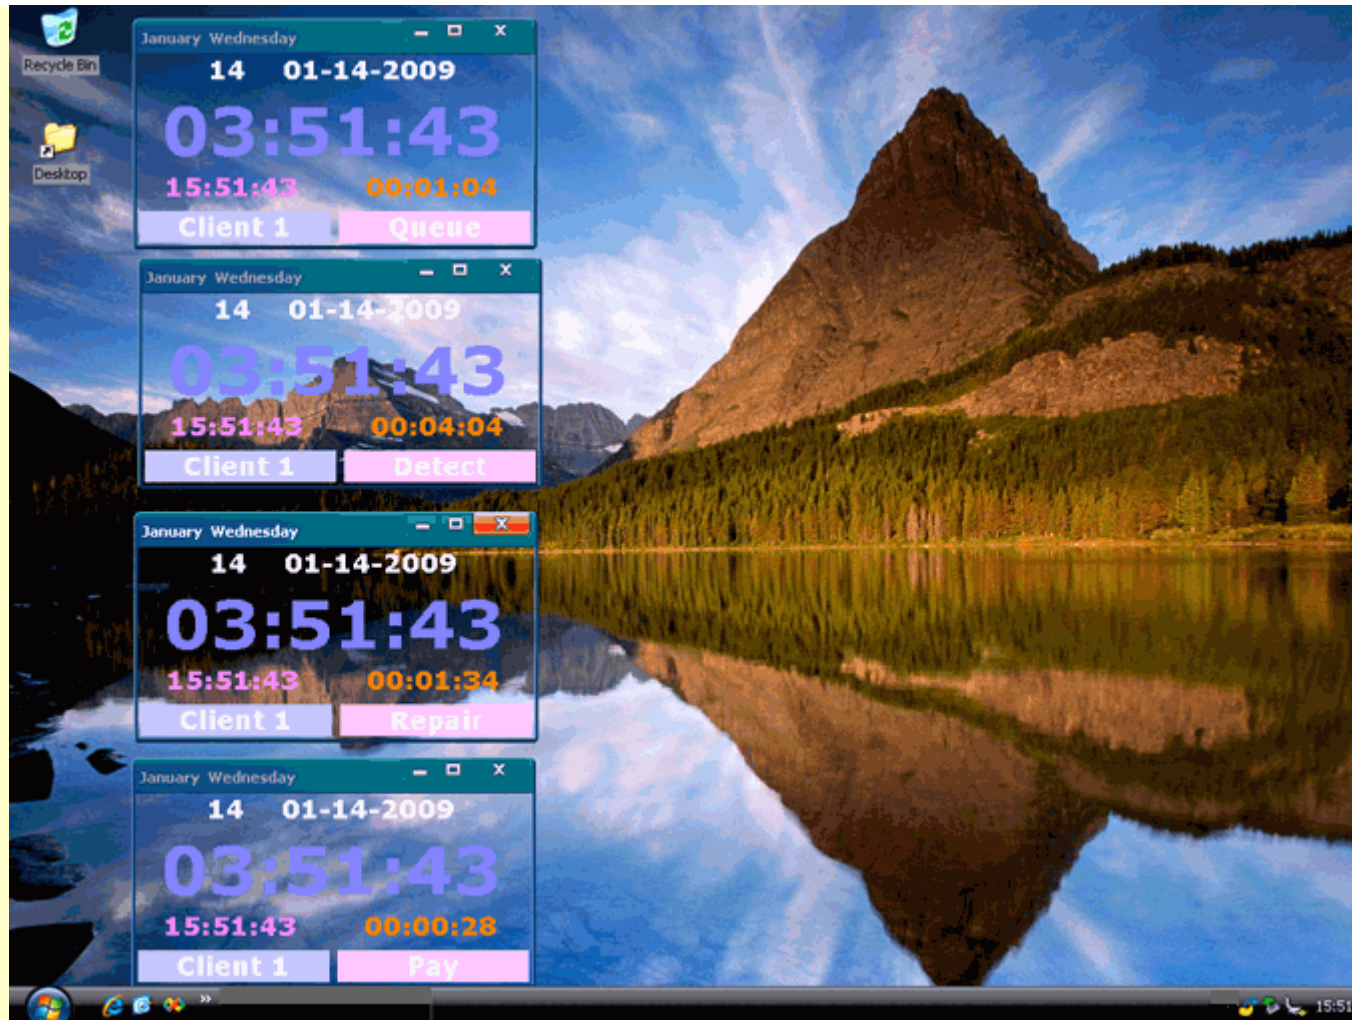 Recycle Bin
Desktop
January Wednesday
14 01-14-2009
03:51:43
15:51:43 00:01:04
Client 1 Queue
January Wednesday
14 01-14-2009
03:51:43
15:51:43 00:04:04
Client 1 Detect
January Wednesday
14 01-14-2009
03:51:43
15:51:43 00:01:34
Client 1 Repair
January Wednesday
14 01-14-2009
03:51:43
15:51:43 00:00:28
Client 1 Pay
15:51